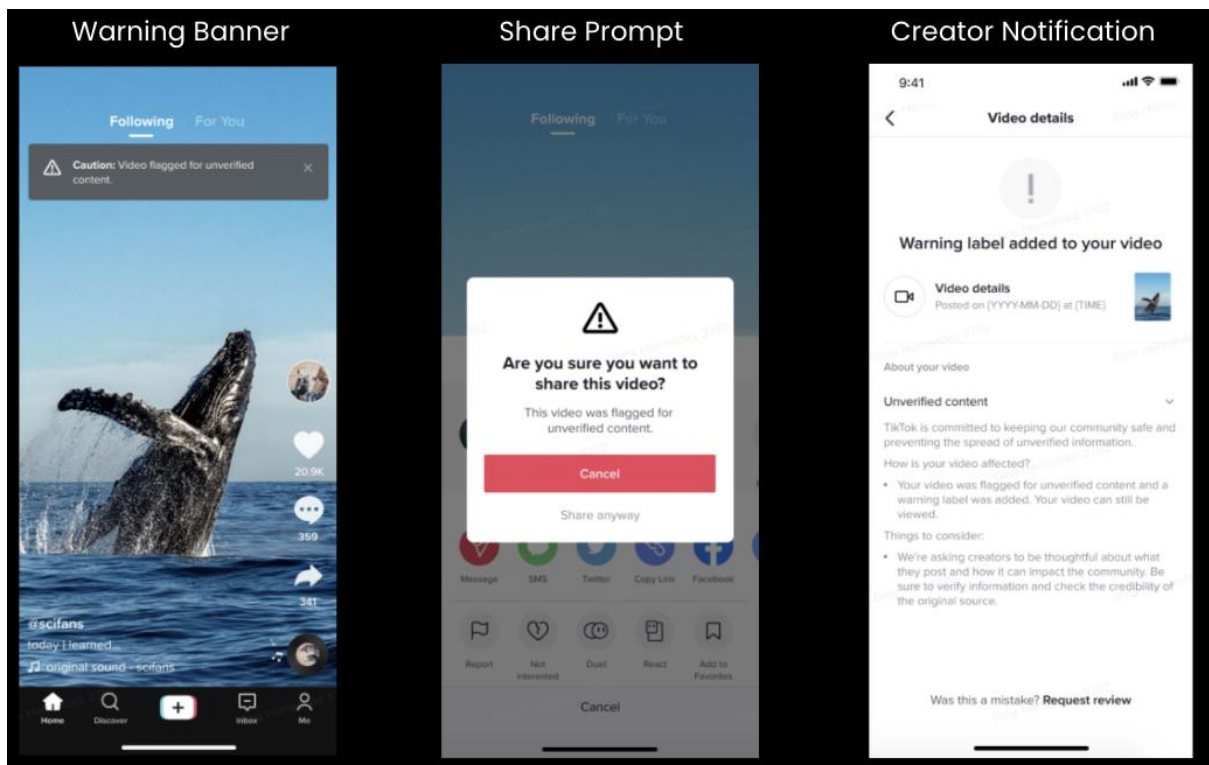 Warning Banner
Following
For You
Caution: Video flagged for unverified
content.
20.9K
359
341
@scifans
today I learned...
original sound - scifans
Home
Discover
Inbox
Me
Share Prompt
Following
For You
Are you sure you want to
share this video?
This video was flagged for
unverified content.
Cancel
Share anyway
Message
SMS
Twitter
Copy Link
Facebook
Report
Not
interested
Duet
React
Add to
Favorites
Cancel
Creator Notification
9:41
Video details
Warning label added to your video
Video details
Posted on (YYYY-MM-DD) at (TIME)
About your video
Unverified content
TikTok is committed to keeping our community safe and
preventing the spread of unverified information.
How is your video affected?
• Your video was flagged for unverified content and a
warning label was added. Your video can still be
viewed.
Things to consider:
• We're asking creators to be thoughtful about what
they post and how it can impact the community. Be
sure to verify information and check the credibility of
the original source.
Was this a mistake? Request review